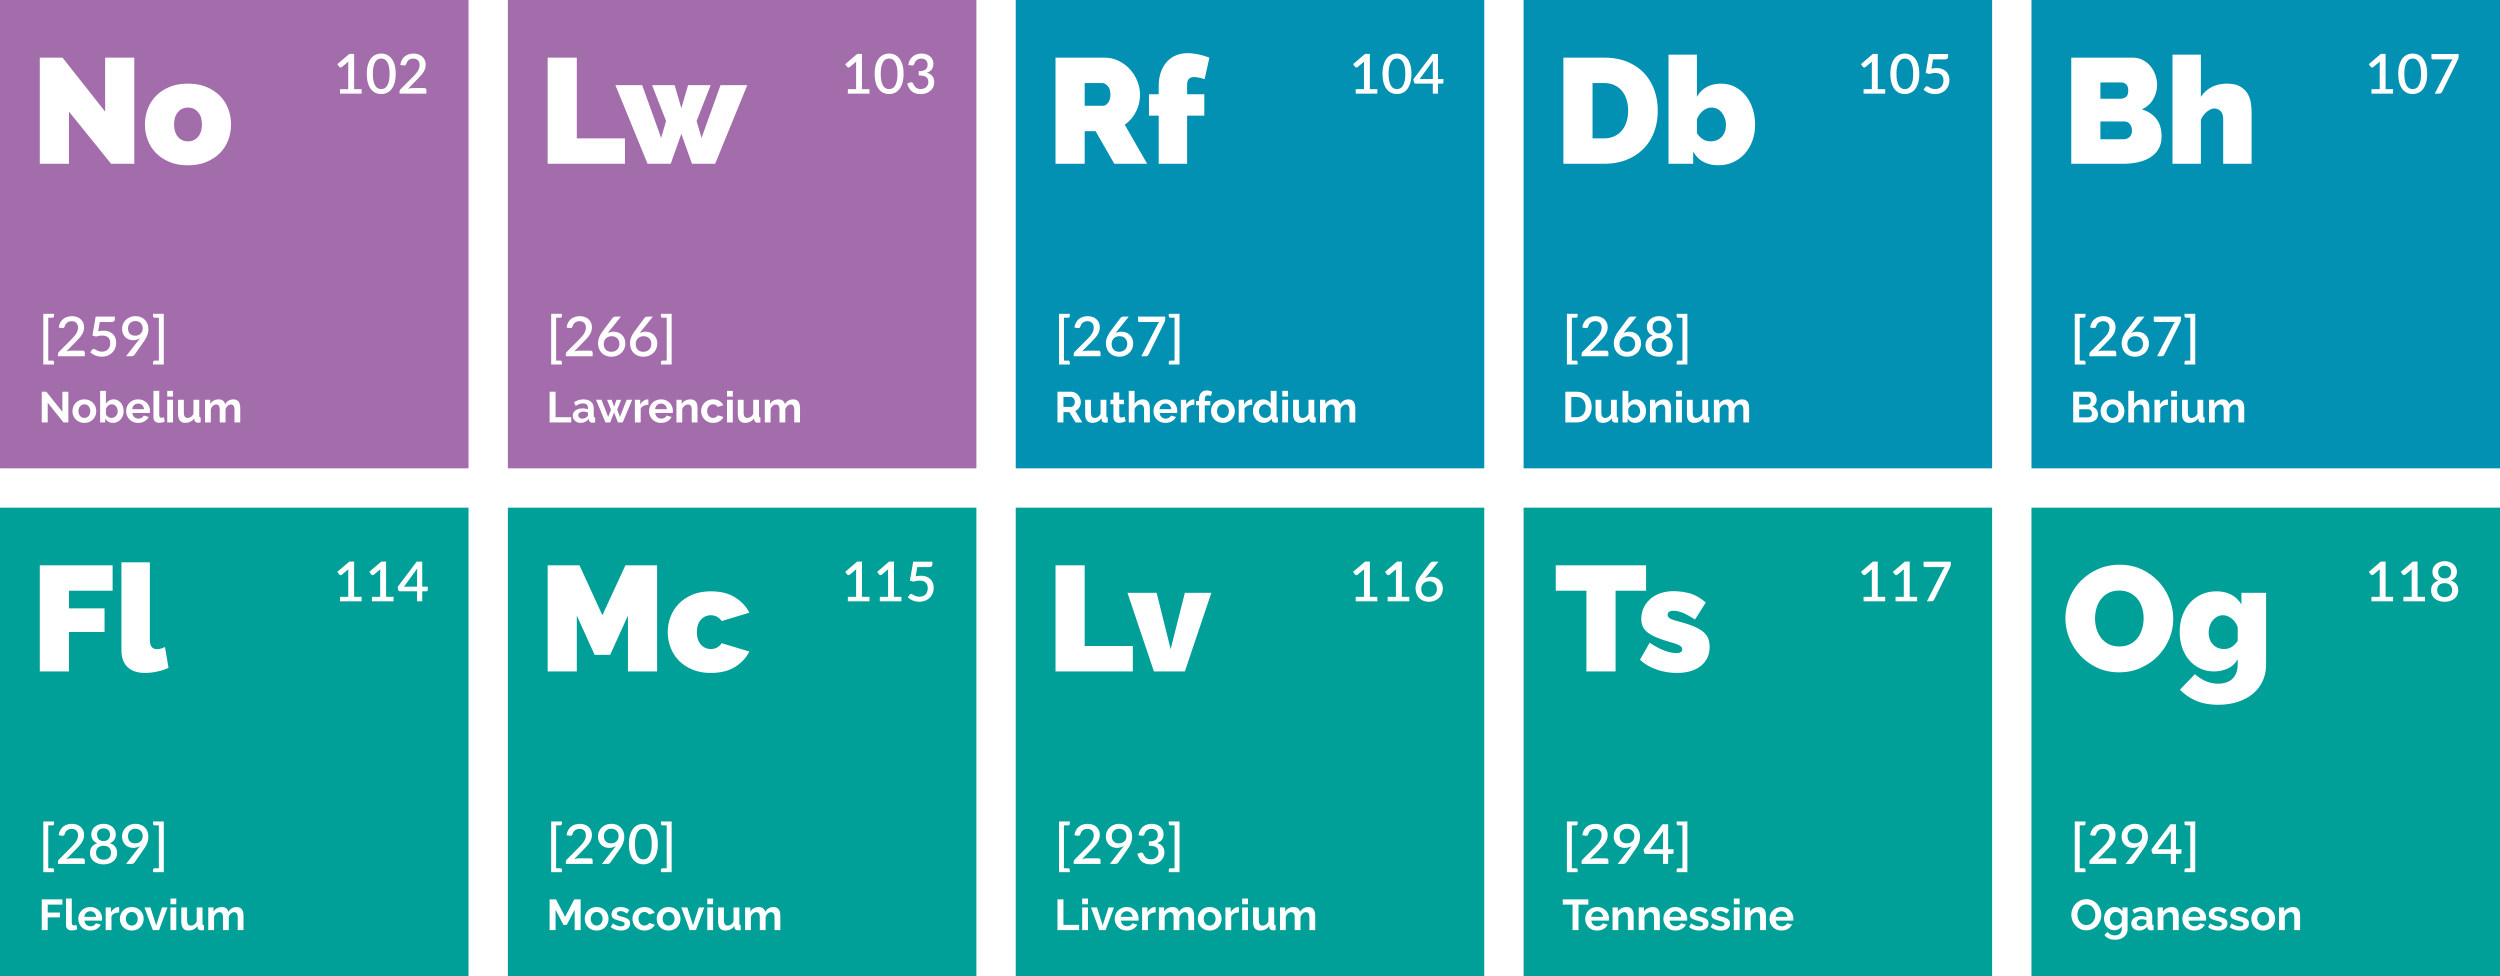 No 102
[259]
Nobelium
Lw 103
[266]
Lawrencium
Rf 104
[267]
Rutherfordium
Db 105
[268]
Dubnium
Bh 107
[267]
Bohrium
Fl 114
[289]
Flerovium
Mc 115
[290]
Moscovium
Lv 116
[293]
Livermorium
Ts 117
[294]
Tennessine
Og 118
[294]
Oganesson